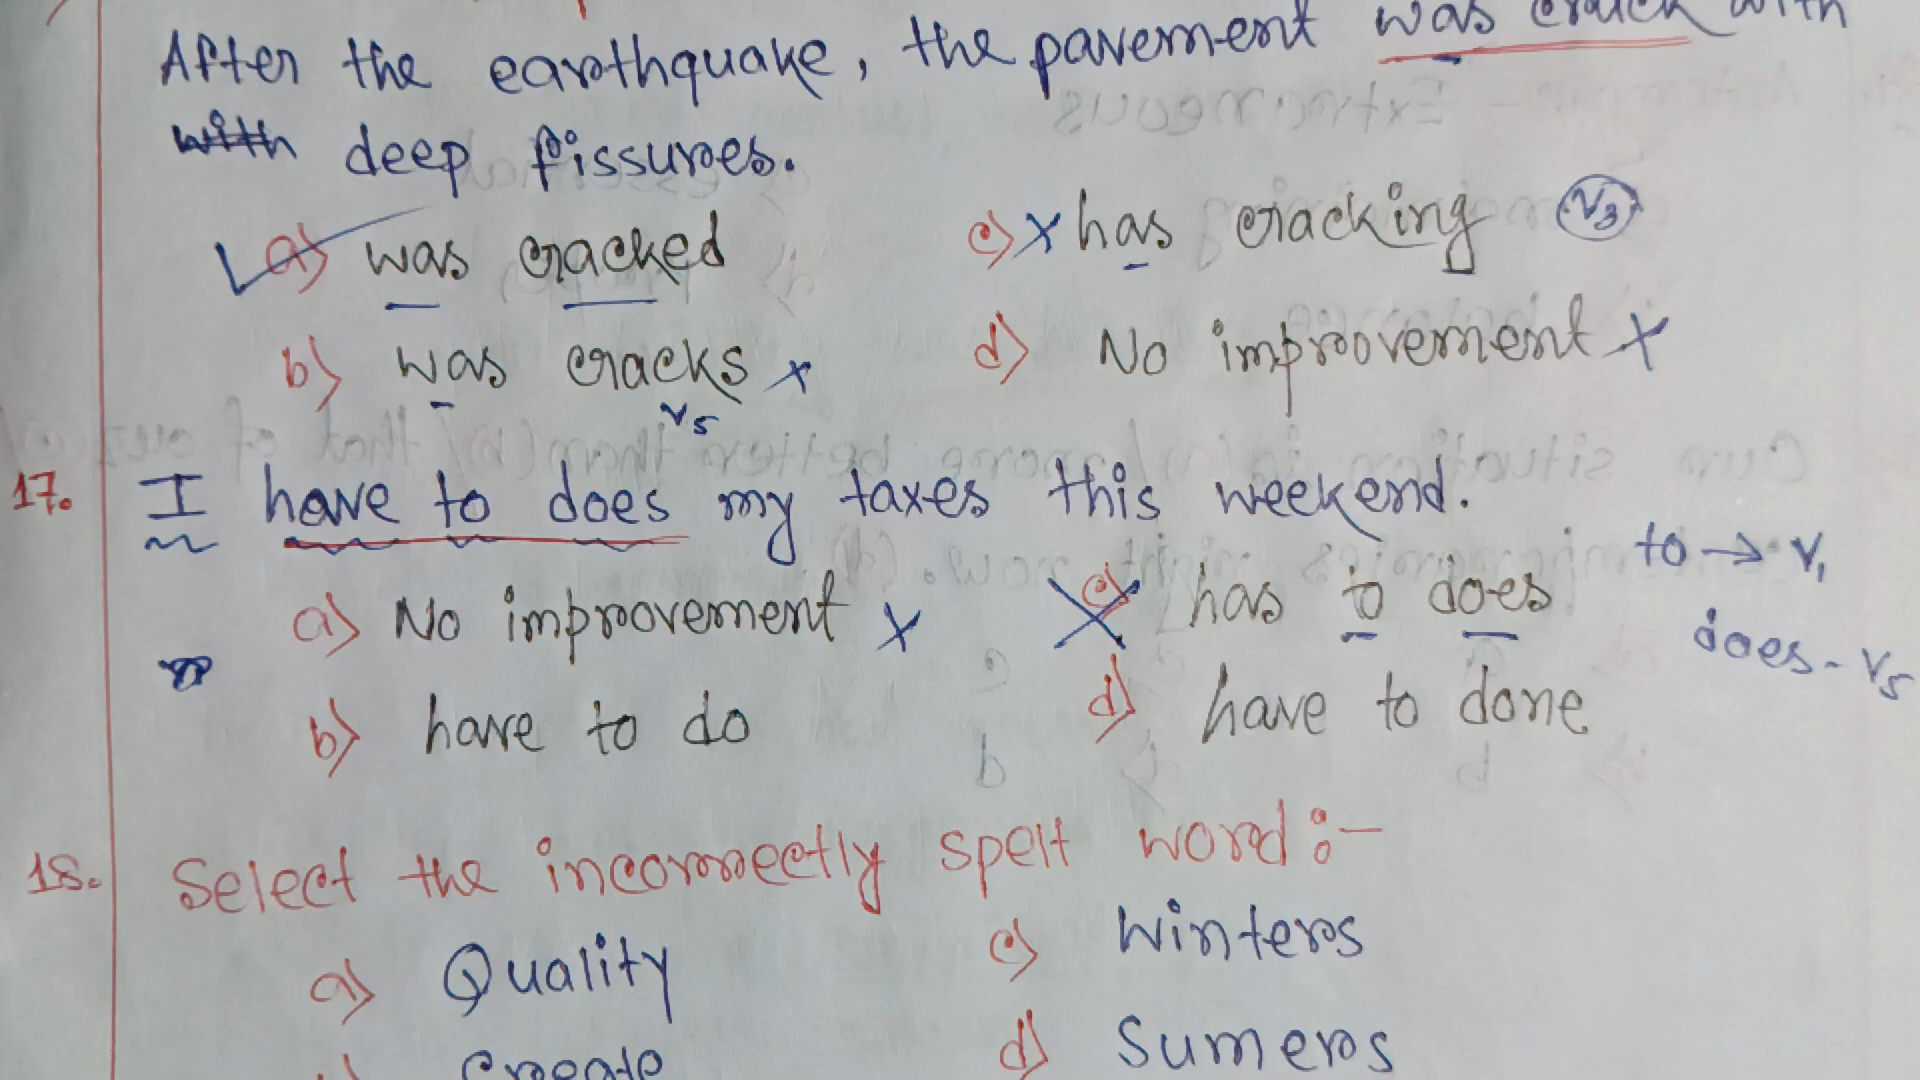 After the earthquake, the pavement was crack with
with deep fissures.
a) was cracked
c) x has cracking V3
b) was cracks x
V5
d) No improvement x
17. I have to does my taxes this weekend.
to → V1
a) No improvement x
c) has to does
does - V5
b) have to do
d) have to done
18. Select the incorrectly spelt word :-
a) Quality
c) Winters
b) Create
d) Sumers